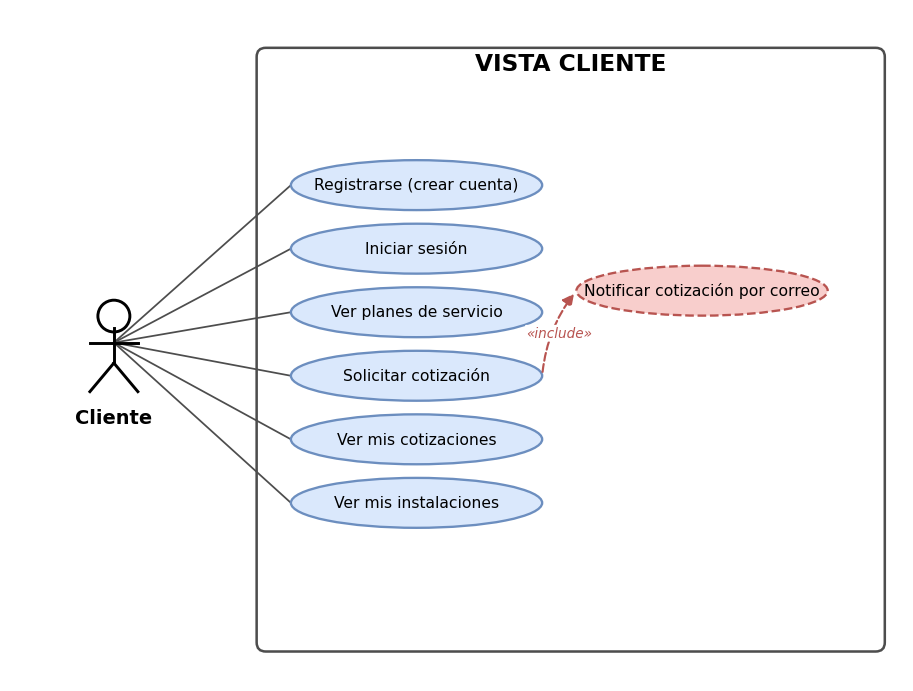 VISTA CLIENTE
Registrarse (crear cuenta)
Iniciar sesión
Notificar cotización por correo
Ver planes de servicio
«include»
Solicitar cotización
Cliente
Ver mis cotizaciones
Ver mis instalaciones